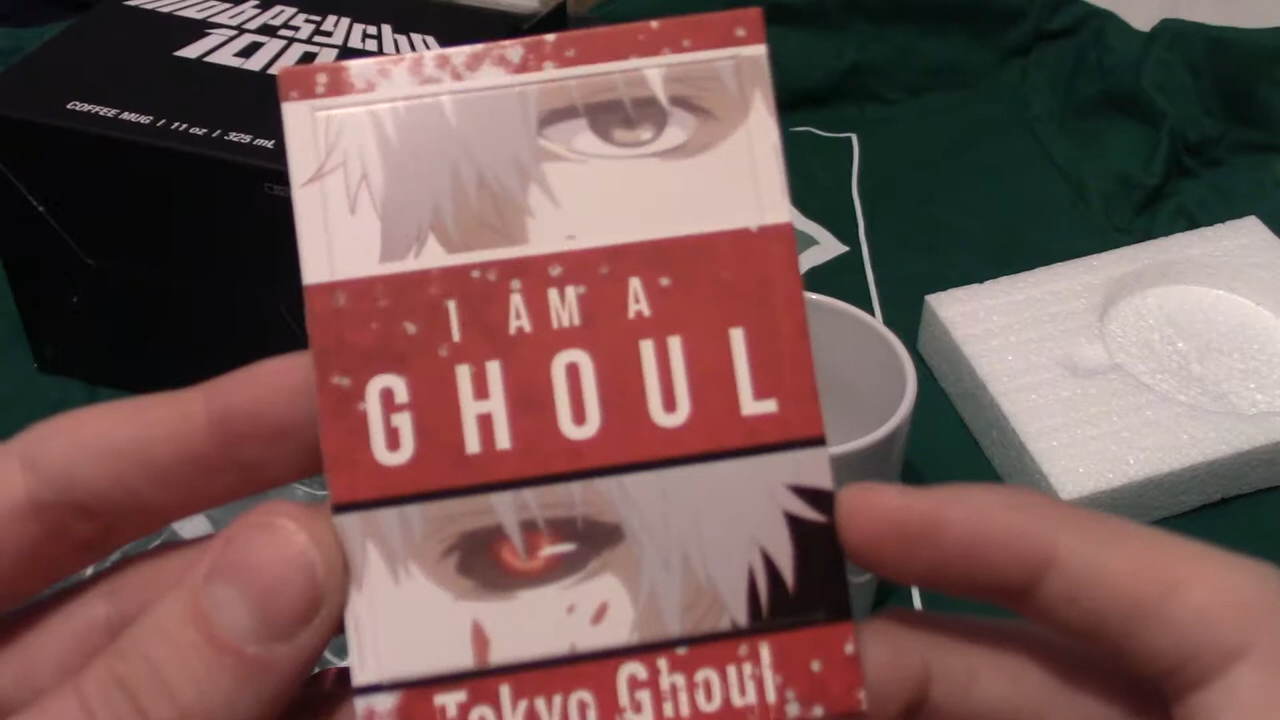 MobPsycho
100
COFFEE MUG / 11 oz / 325 mL
I AM A
GHOUL
Tokyo Ghoul